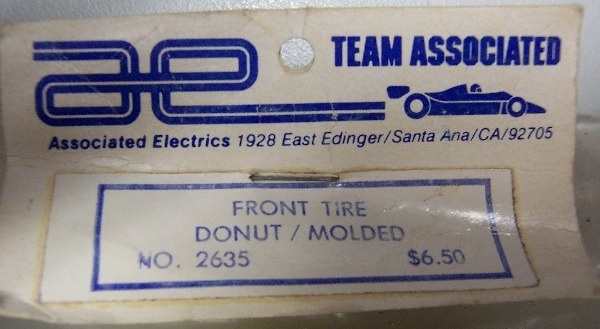 ae TEAM ASSOCIATED
Associated Electrics 1928 East Edinger/Santa Ana/CA/92705
FRONT TIRE
DONUT / MOLDED
NO. 2635 $6.50